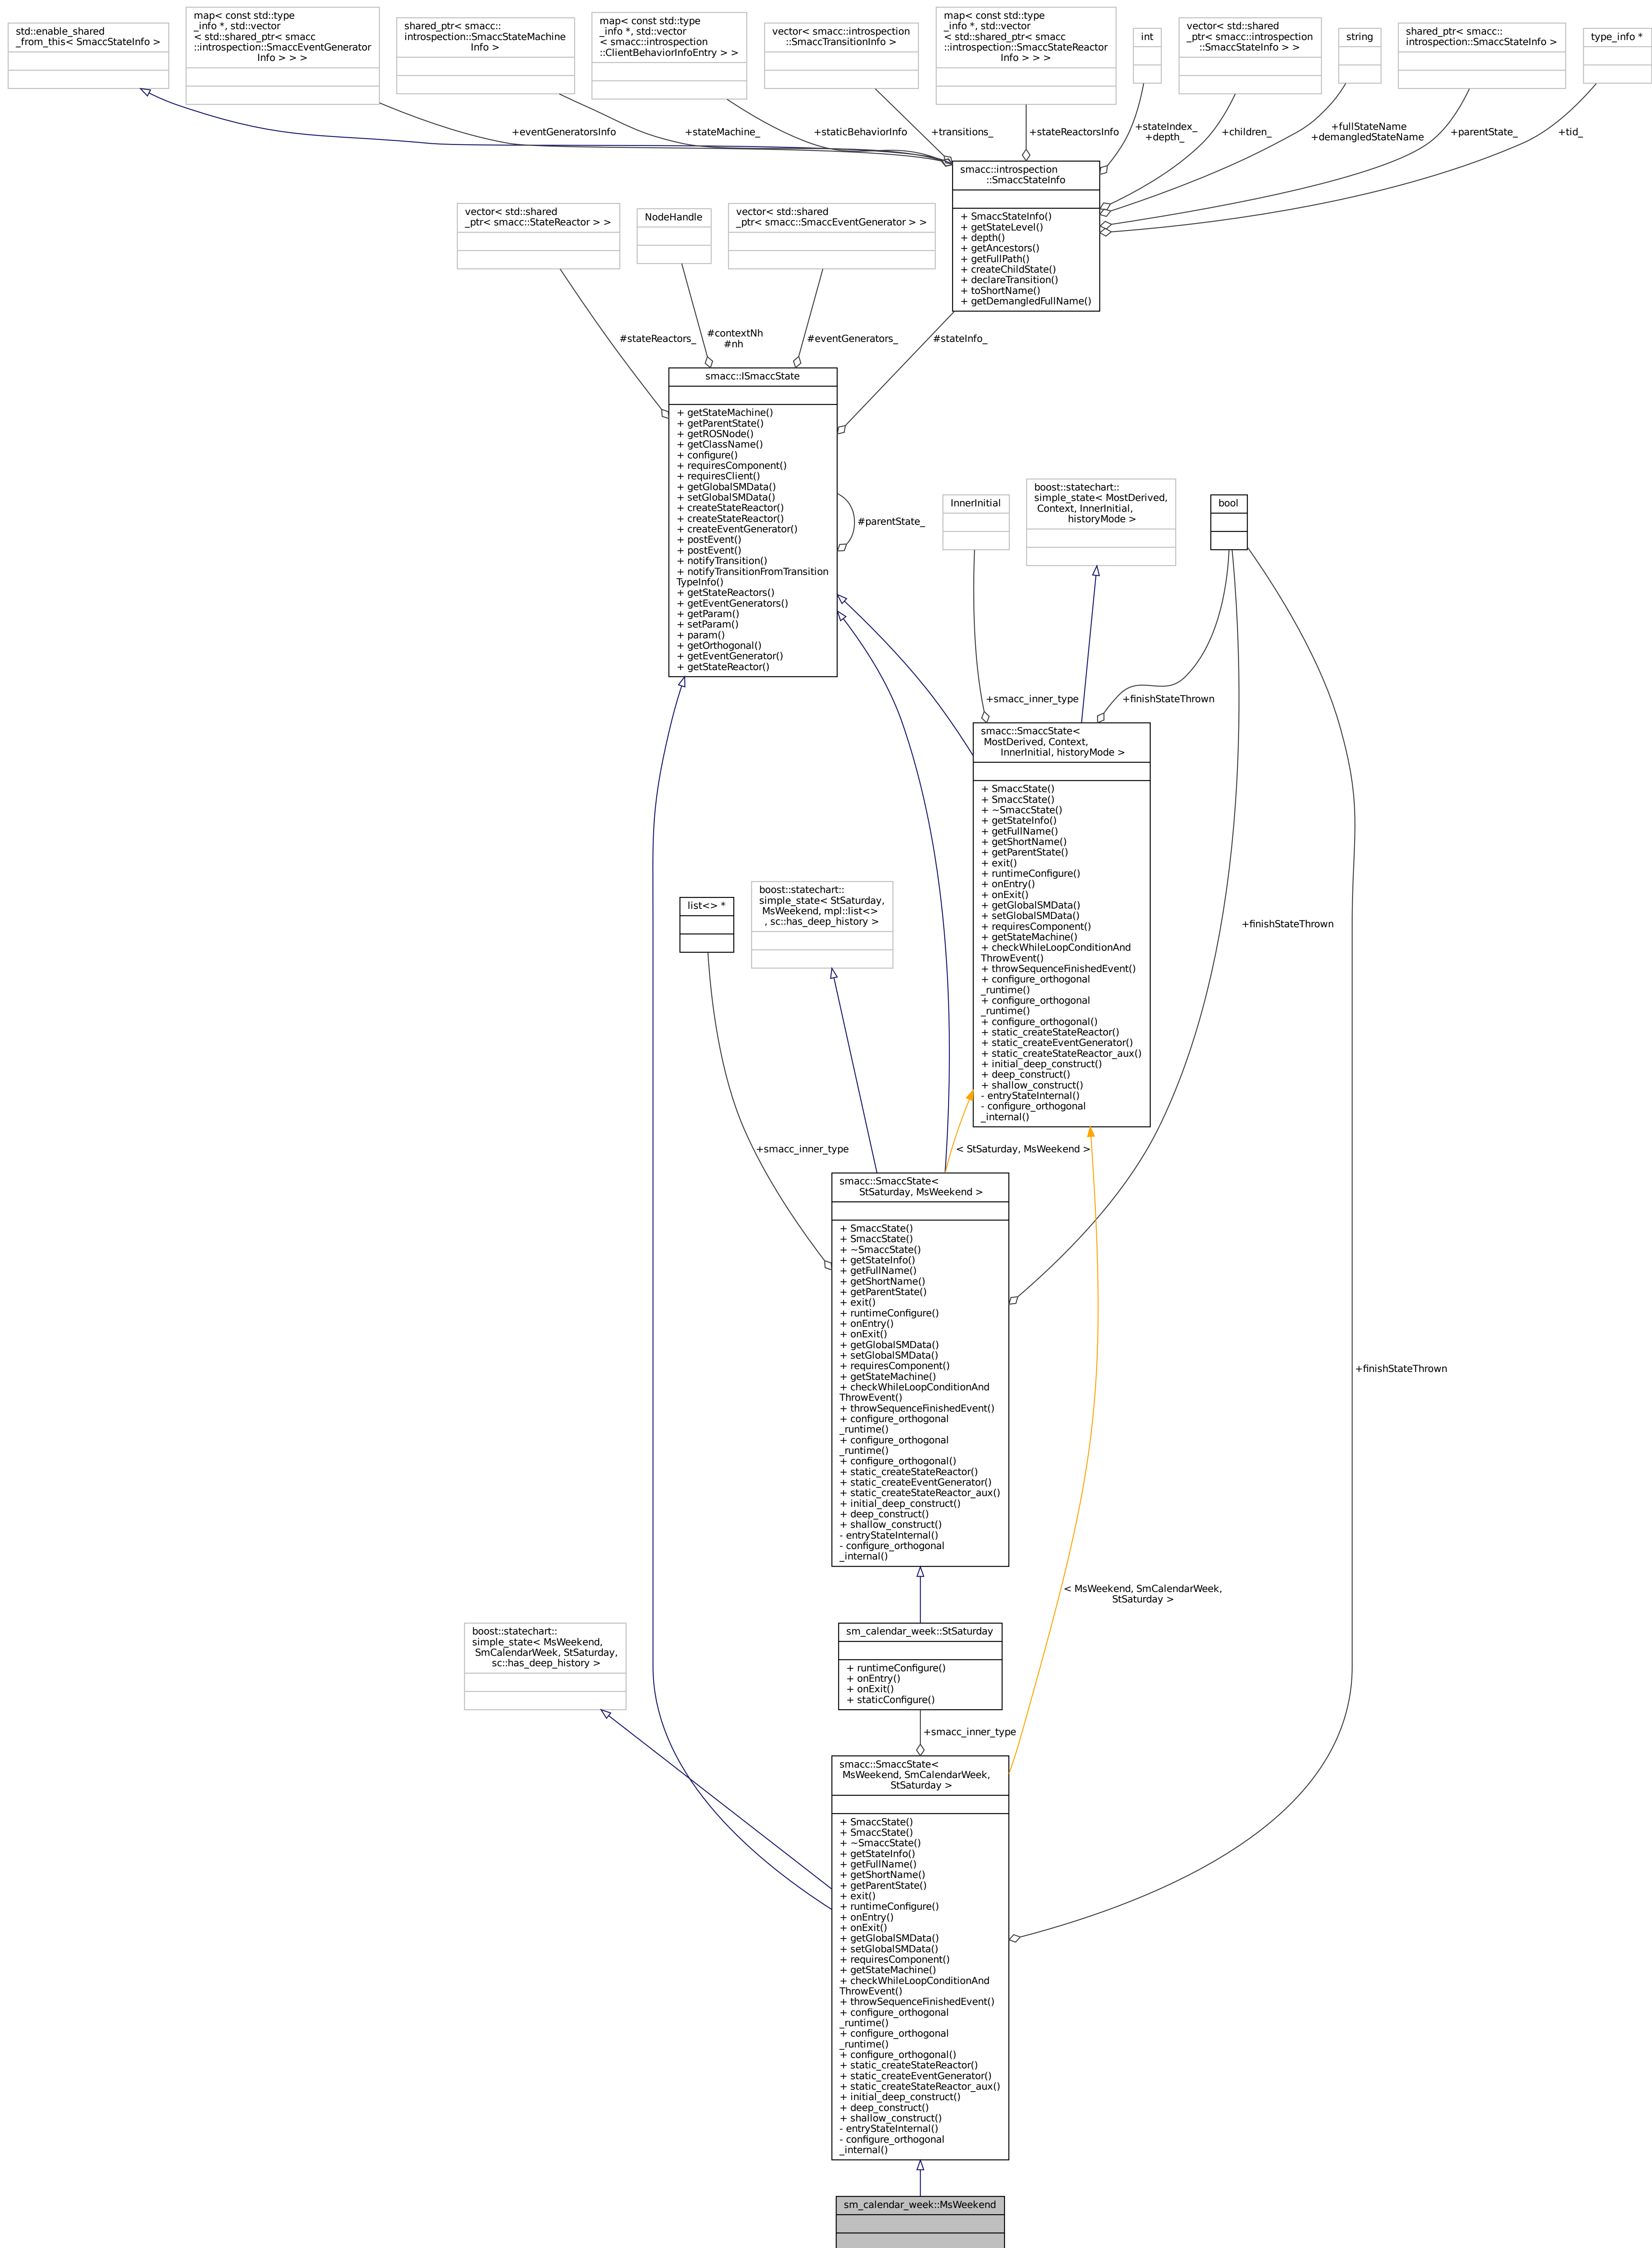 std::enable_shared
_from_this< SmaccStateInfo >
map< const std::type
_info *, std::vector
< std::shared_ptr< smacc
::introspection::SmaccEventGenerator
Info > > >
shared_ptr< smacc::
introspection::SmaccStateMachine
Info >
map< const std::type
_info *, std::vector
< smacc::introspection
::ClientBehaviorInfoEntry > >
vector< smacc::introspection
::SmaccTransitionInfo >
map< const std::type
_info *, std::vector
< std::shared_ptr< smacc
::introspection::SmaccStateReactor
Info > > >
int
vector< std::shared
_ptr< smacc::introspection
::SmaccStateInfo > >
string
shared_ptr< smacc::
introspection::SmaccStateInfo >
type_info *
+eventGeneratorsInfo
+stateMachine_
+staticBehaviorInfo
+transitions_
+stateReactorsInfo
+stateIndex_
+depth_
+children_
+fullStateName
+demangledStateName
+parentState_
+tid_
smacc::introspection
::SmaccStateInfo
+ SmaccStateInfo()
+ getStateLevel()
+ depth()
+ getAncestors()
+ getFullPath()
+ createChildState()
+ declareTransition()
+ toShortName()
+ getDemangledFullName()
vector< std::shared
_ptr< smacc::StateReactor > >
NodeHandle
vector< std::shared
_ptr< smacc::SmaccEventGenerator > >
#stateReactors_
#contextNh
#nh
#eventGenerators_
#stateInfo_
smacc::ISmaccState
+ getStateMachine()
+ getParentState()
+ getROSNode()
+ getClassName()
+ configure()
+ requiresComponent()
+ requiresClient()
+ getGlobalSMData()
+ setGlobalSMData()
+ createStateReactor()
+ createStateReactor()
+ createEventGenerator()
+ postEvent()
+ postEvent()
+ notifyTransition()
+ notifyTransitionFromTransition
TypeInfo()
+ getStateReactors()
+ getEventGenerators()
+ getParam()
+ setParam()
+ param()
+ getOrthogonal()
+ getEventGenerator()
+ getStateReactor()
#parentState_
InnerInitial
boost::statechart::
simple_state< MostDerived,
Context, InnerInitial,
historyMode >
bool
+smacc_inner_type
+finishStateThrown
smacc::SmaccState<
MostDerived, Context,
InnerInitial, historyMode >
+ SmaccState()
+ SmaccState()
+ ~SmaccState()
+ getStateInfo()
+ getFullName()
+ getShortName()
+ getParentState()
+ exit()
+ runtimeConfigure()
+ onEntry()
+ onExit()
+ getGlobalSMData()
+ setGlobalSMData()
+ requiresComponent()
+ getStateMachine()
+ checkWhileLoopConditionAnd
ThrowEvent()
+ throwSequenceFinishedEvent()
+ configure_orthogonal
_runtime()
+ configure_orthogonal
_runtime()
+ configure_orthogonal()
+ static_createStateReactor()
+ static_createEventGenerator()
+ static_createStateReactor_aux()
+ initial_deep_construct()
+ deep_construct()
+ shallow_construct()
- entryStateInternal()
- configure_orthogonal
_internal()
list<> *
boost::statechart::
simple_state< StSaturday,
MsWeekend, mpl::list<>
, sc::has_deep_history >
+finishStateThrown
+smacc_inner_type
< StSaturday, MsWeekend >
smacc::SmaccState<
StSaturday, MsWeekend >
+ SmaccState()
+ SmaccState()
+ ~SmaccState()
+ getStateInfo()
+ getFullName()
+ getShortName()
+ getParentState()
+ exit()
+ runtimeConfigure()
+ onEntry()
+ onExit()
+ getGlobalSMData()
+ setGlobalSMData()
+ requiresComponent()
+ getStateMachine()
+ checkWhileLoopConditionAnd
ThrowEvent()
+ throwSequenceFinishedEvent()
+ configure_orthogonal
_runtime()
+ configure_orthogonal
_runtime()
+ configure_orthogonal()
+ static_createStateReactor()
+ static_createEventGenerator()
+ static_createStateReactor_aux()
+ initial_deep_construct()
+ deep_construct()
+ shallow_construct()
- entryStateInternal()
- configure_orthogonal
_internal()
+finishStateThrown
< MsWeekend, SmCalendarWeek,
StSaturday >
boost::statechart::
simple_state< MsWeekend,
SmCalendarWeek, StSaturday,
sc::has_deep_history >
sm_calendar_week::StSaturday
+ runtimeConfigure()
+ onEntry()
+ onExit()
+ staticConfigure()
+smacc_inner_type
smacc::SmaccState<
MsWeekend, SmCalendarWeek,
StSaturday >
+ SmaccState()
+ SmaccState()
+ ~SmaccState()
+ getStateInfo()
+ getFullName()
+ getShortName()
+ getParentState()
+ exit()
+ runtimeConfigure()
+ onEntry()
+ onExit()
+ getGlobalSMData()
+ setGlobalSMData()
+ requiresComponent()
+ getStateMachine()
+ checkWhileLoopConditionAnd
ThrowEvent()
+ throwSequenceFinishedEvent()
+ configure_orthogonal
_runtime()
+ configure_orthogonal
_runtime()
+ configure_orthogonal()
+ static_createStateReactor()
+ static_createEventGenerator()
+ static_createStateReactor_aux()
+ initial_deep_construct()
+ deep_construct()
+ shallow_construct()
- entryStateInternal()
- configure_orthogonal
_internal()
sm_calendar_week::MsWeekend